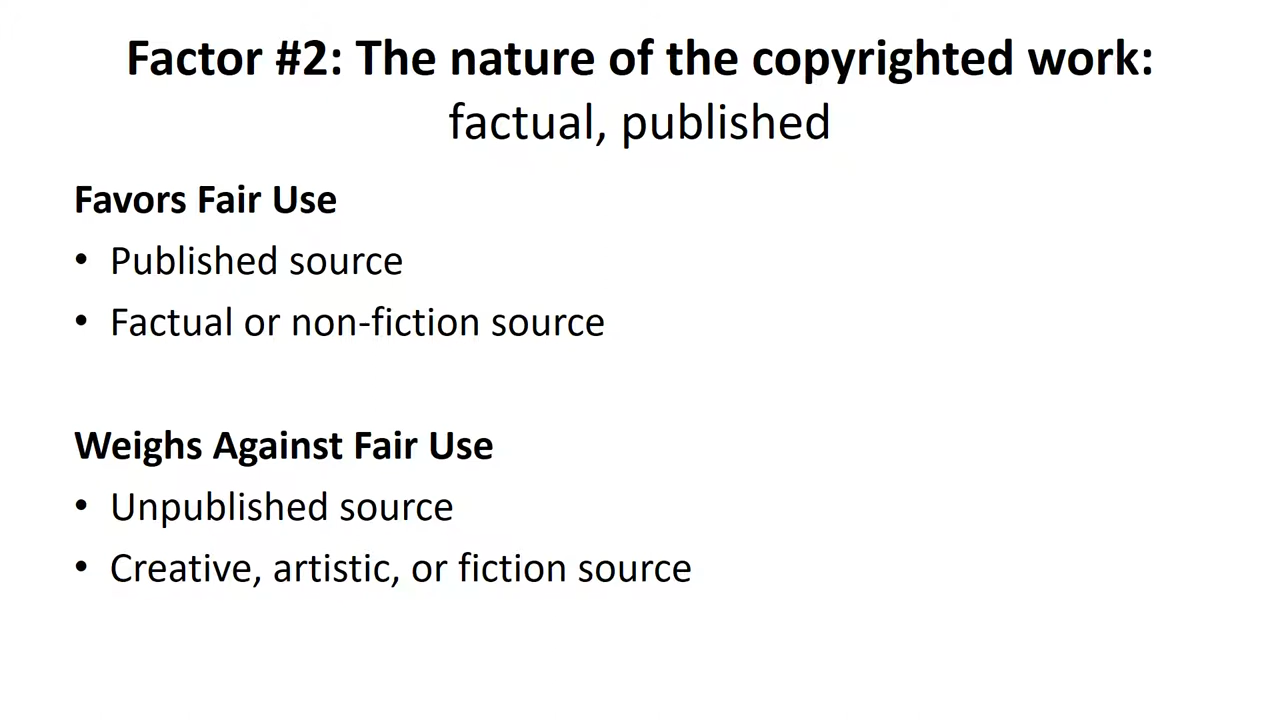 Factor #2: The nature of the copyrighted work:
factual, published
Favors Fair Use
• Published source
• Factual or non-fiction source
Weighs Against Fair Use
• Unpublished source
• Creative, artistic, or fiction source